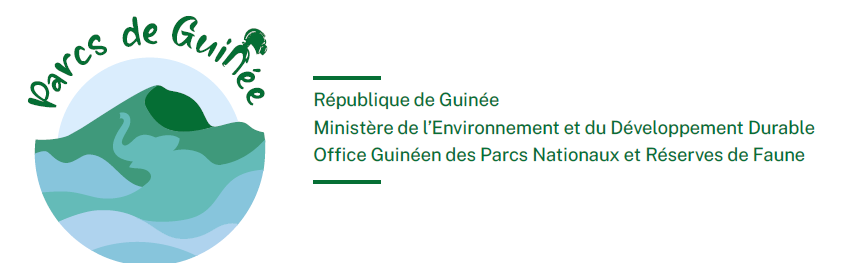 Parcs de Guinée
République de Guinée
Ministère de l’Environnement et du Développement Durable
Office Guinéen des Parcs Nationaux et Réserves de Faune